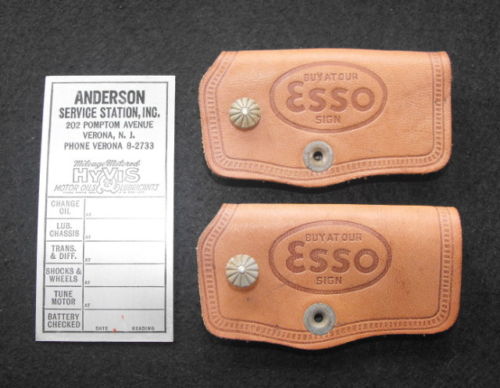 ANDERSON
SERVICE STATION, INC.
202 POMPTOM AVENUE
VERONA, N. J.
PHONE VERONA 8-2733
Mileage Metered
HYVIS
MOTOR OILS & LUBRICANTS
CHANGE
OIL
AT
LUB.
CHASSIS
AT
TRANS.
& DIFF.
AT
SHOCKS &
WHEELS
AT
TUNE
MOTOR
AT
BATTERY
CHECKED
DATE READING
BUY AT OUR
Esso
SIGN
BUY AT OUR
Esso
SIGN